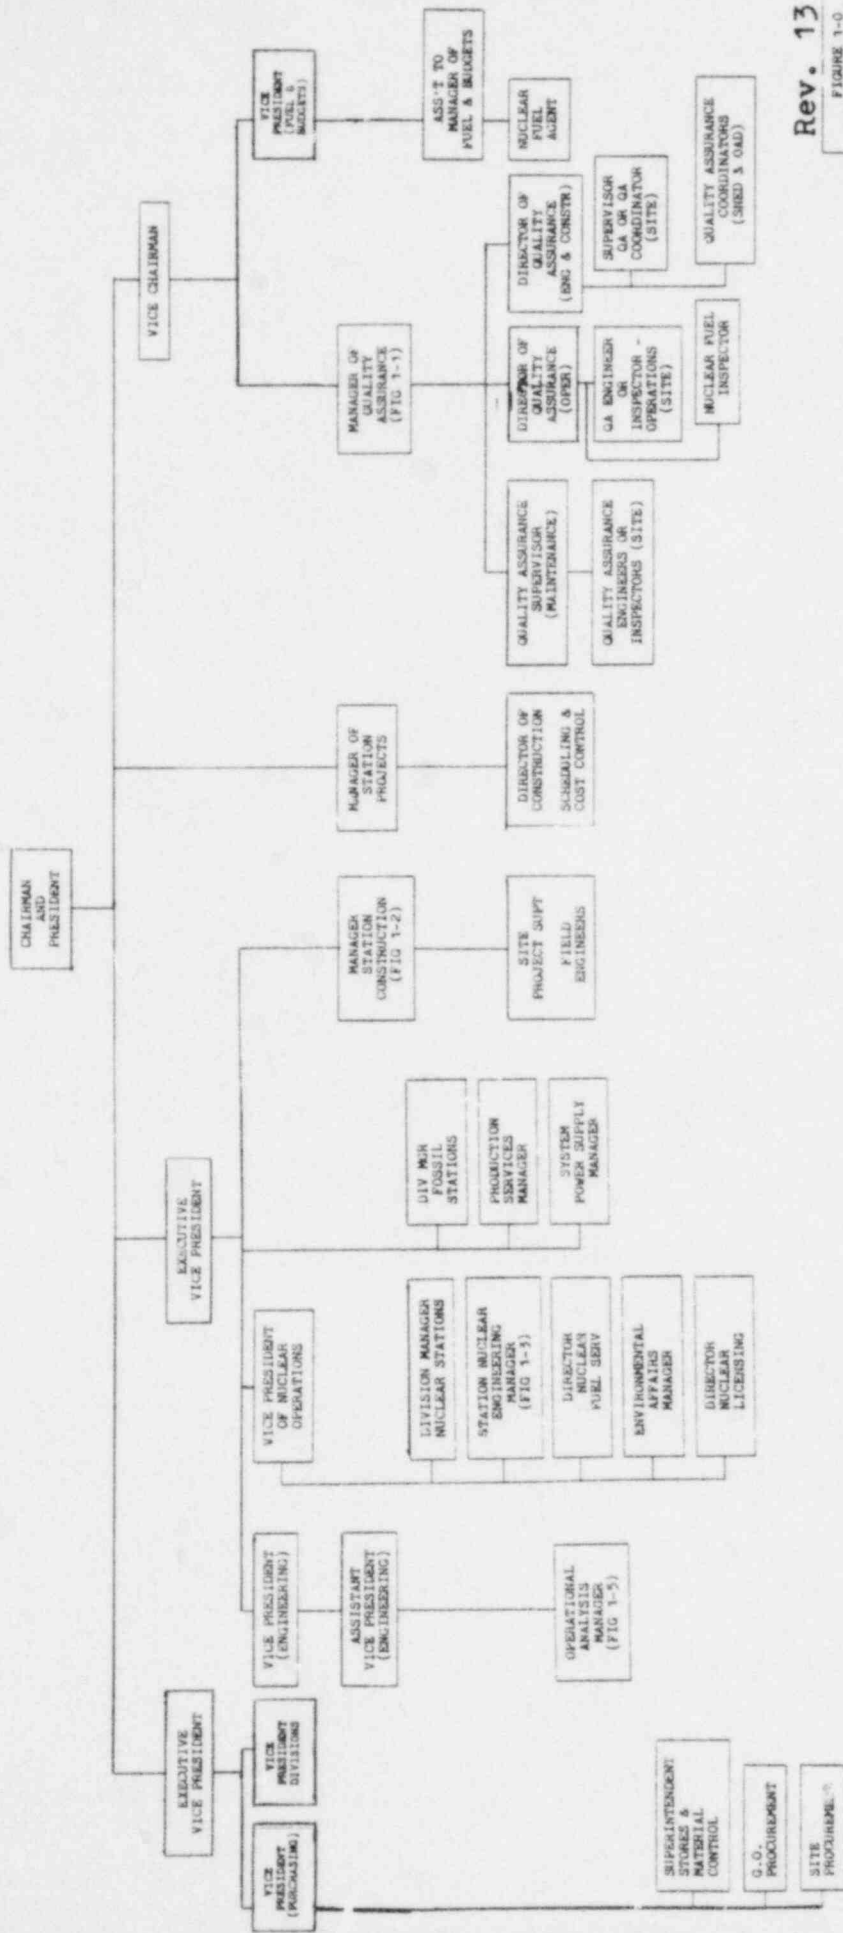 CHAIRMAN
AND
PRESIDENT
EXECUTIVE
VICE PRESIDENT
EXECUTIVE
VICE PRESIDENT
VICE CHAIRMAN
VICE
PRESIDENT
(PURCHASING)
VICE
PRESIDENT
DIVISIONS
VICE PRESIDENT
(ENGINEERING)
VICE PRESIDENT
OF NUCLEAR
OPERATIONS
VICE
PRESIDENT
(FUEL &
BUDGETS)
ASSISTANT
VICE PRESIDENT
(ENGINEERING)
MANAGER
STATION
CONSTRUCTION
(FIG 1-2)
MANAGER OF
STATION
PROJECTS
MANAGER OF
QUALITY
ASSURANCE
(FIG 1-1)
DIVISION MANAGER
NUCLEAR STATIONS
STATION NUCLEAR
ENGINEERING
MANAGER
(FIG 1-3)
DIRECTOR
NUCLEAR
FUEL SERV
ENVIRONMENTAL
AFFAIRS
MANAGER
DIRECTOR
NUCLEAR
LICENSING
DIV MGR
FOSSIL
STATIONS
PRODUCTION
SERVICES
MANAGER
SYSTEM
POWER SUPPLY
MANAGER
ASS'T TO
MANAGER OF
FUEL & BUDGETS
NUCLEAR
FUEL
AGENT
SITE
PROJECT SUPT
FIELD
ENGINEERS
DIRECTOR OF
CONSTRUCTION
SCHEDULING &
COST CONTROL
QUALITY ASSURANCE
SUPERVISOR
(MAINTENANCE)
QUALITY ASSURANCE
ENGINEERS OR
INSPECTORS (SITE)
DIRECTOR OF
QUALITY
ASSURANCE
(OPER)
QA ENGINEER
OR
INSPECTOR -
OPERATIONS
(SITE)
NUCLEAR FUEL
INSPECTOR
DIRECTOR OF
QUALITY
ASSURANCE
(ENG & CONSTR)
SUPERVISOR
QA OR QA
COORDINATOR
(SITE)
QUALITY ASSURANCE
COORDINATORS
(SNED & OAD)
OPERATIONAL
ANALYSIS
MANAGER
(FIG 1-5)
SUPERINTENDENT
STORES &
MATERIAL
CONTROL
G.O.
PROCUREMENT
SITE
PROCUREMENT
Rev. 13
FIGURE 1-0